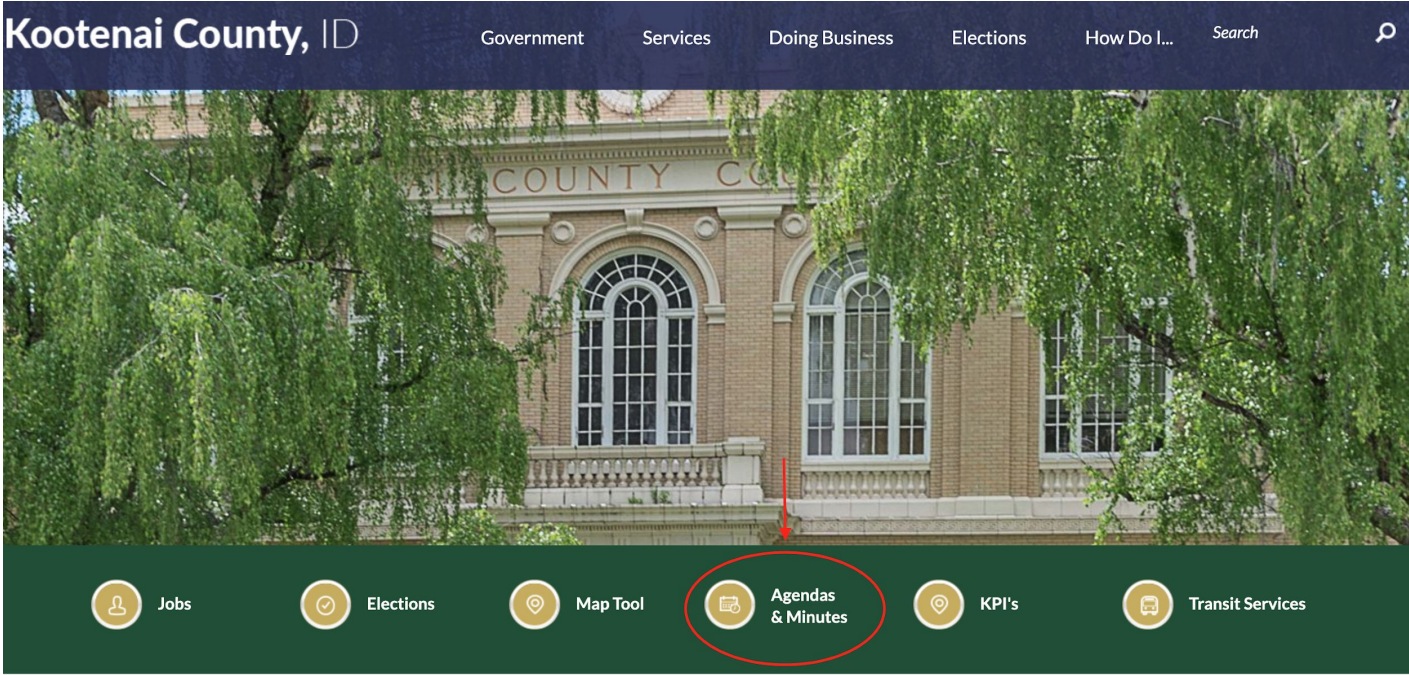 Kootenai County, ID
Government Services Doing Business Elections How Do I... Search
COUNTY
Jobs
Elections
Map Tool
Agendas
& Minutes
KPI's
Transit Services